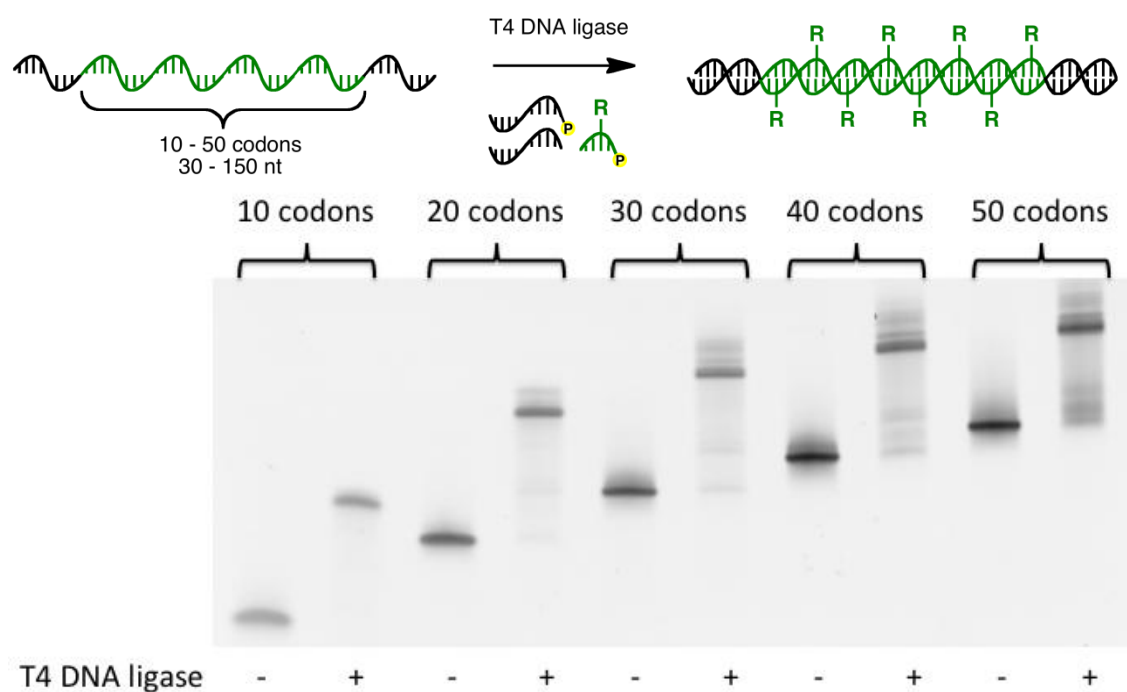 T4 DNA ligase
R R R R
R
P
P
R R R R
10 - 50 codons
30 - 150 nt
10 codons 20 codons 30 codons 40 codons 50 codons
T4 DNA ligase - + - + - + - + - +